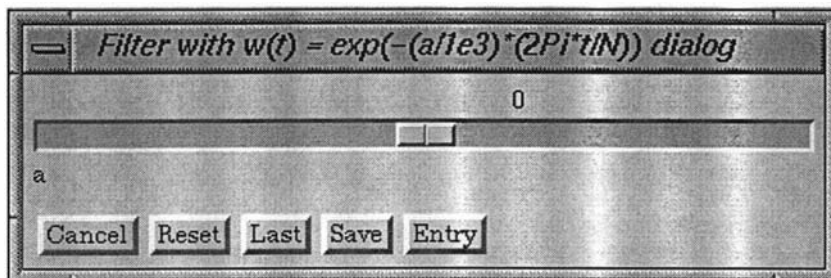 Filter with w(t) = exp(-(a/1e3)*(2Pi*t/N)) dialog
0
a
Cancel Reset Last Save Entry